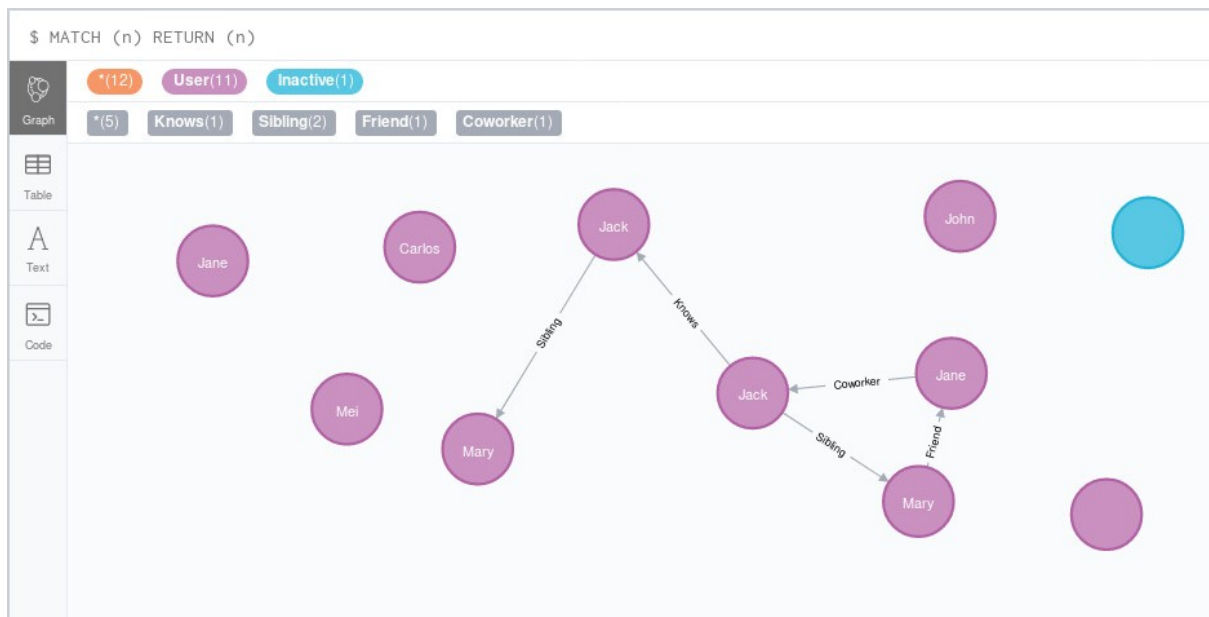 $ MATCH (n) RETURN (n)
*(12) User(11) Inactive(1)
Graph
*(5) Knows(1) Sibling(2) Friend(1) Coworker(1)
Table
Text
Code
Jane
Carlos
Jack
John
Sibling
Knows
Mei
Mary
Jack
Coworker
Jane
Sibling
Friend
Mary